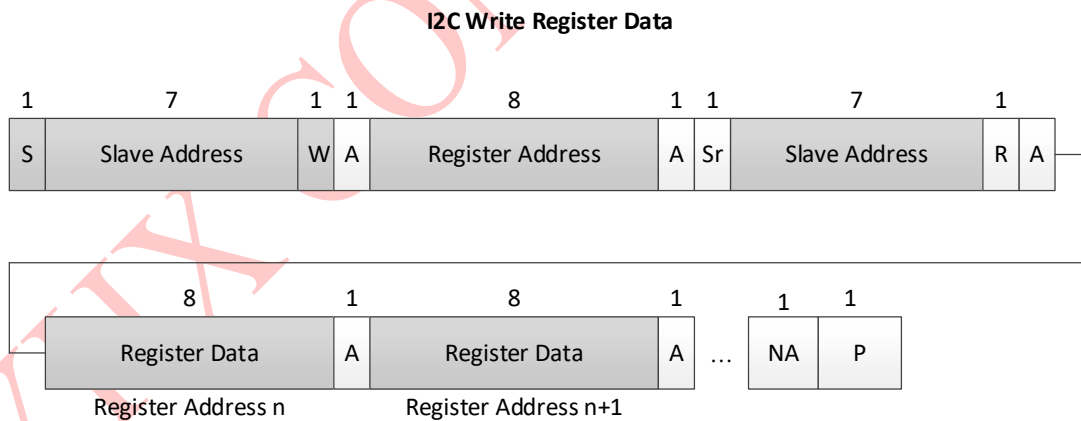 I2C Write Register Data
1 7 1 1 8 1 1 7 1
S Slave Address W A Register Address A Sr Slave Address R A
8 1 8 1 1 1
Register Data A Register Data A ... NA P
Register Address n Register Address n+1